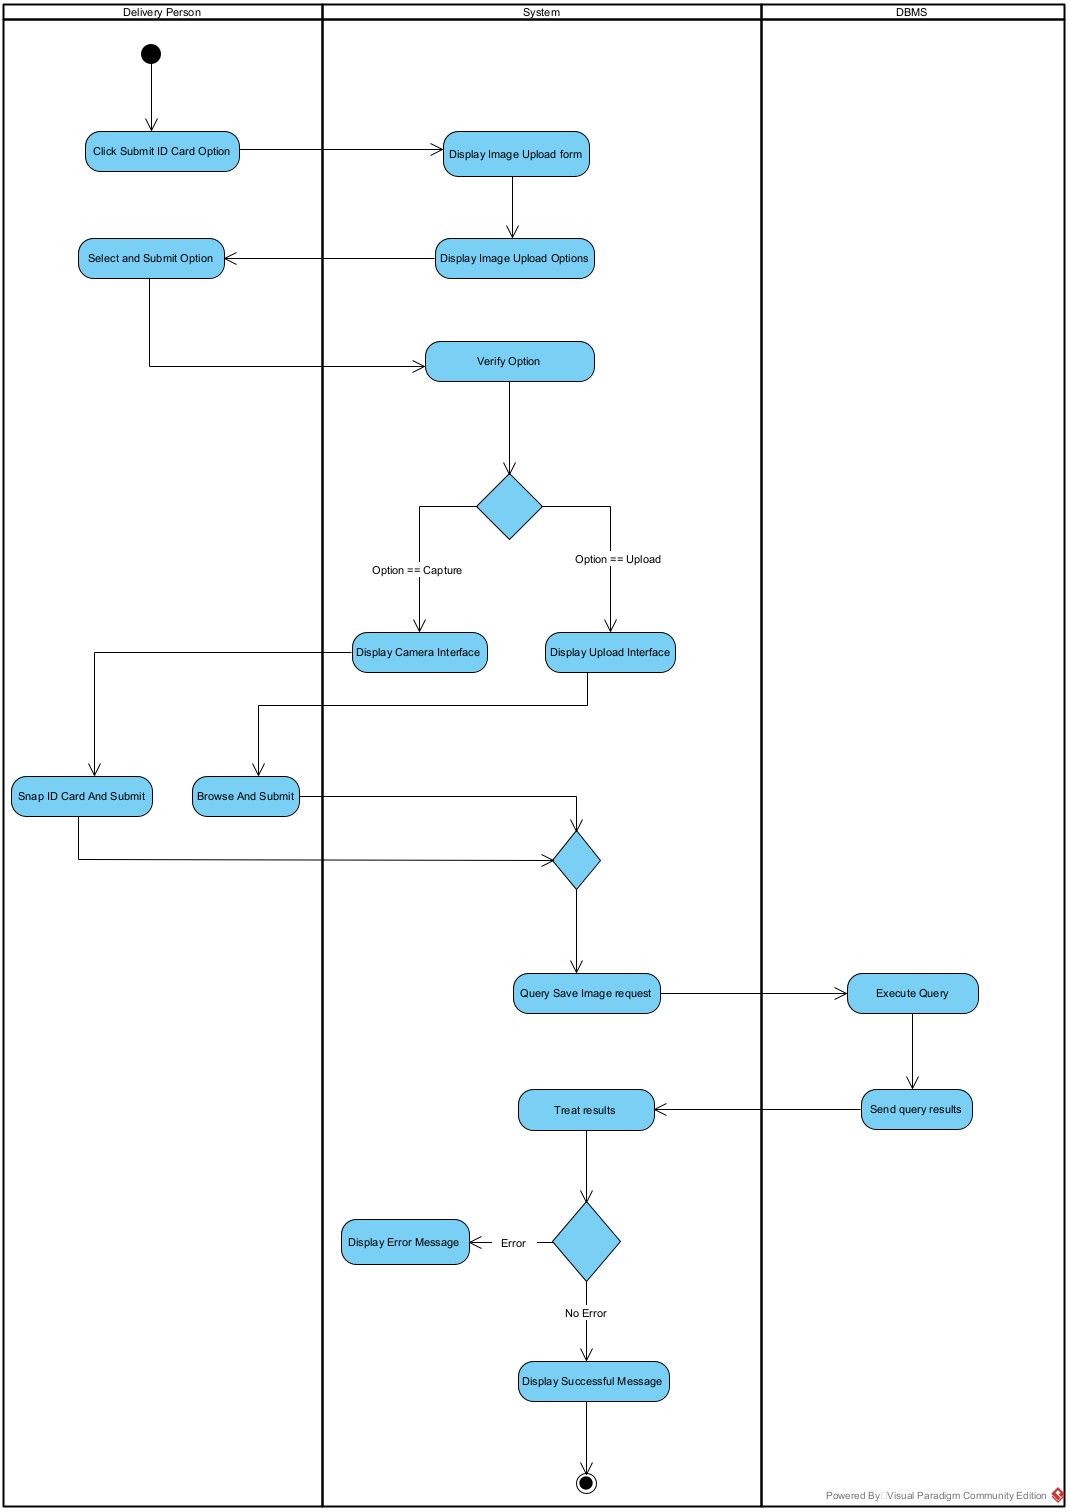 Delivery Person
System
DBMS
Click Submit ID Card Option
Display Image Upload form
Select and Submit Option
Display Image Upload Options
Verify Option
Option == Capture
Option == Upload
Display Camera Interface
Display Upload Interface
Snap ID Card And Submit
Browse And Submit
Query Save Image request
Execute Query
Treat results
Send query results
Display Error Message
Error
No Error
Display Successful Message
Powered By Visual Paradigm Community Edition